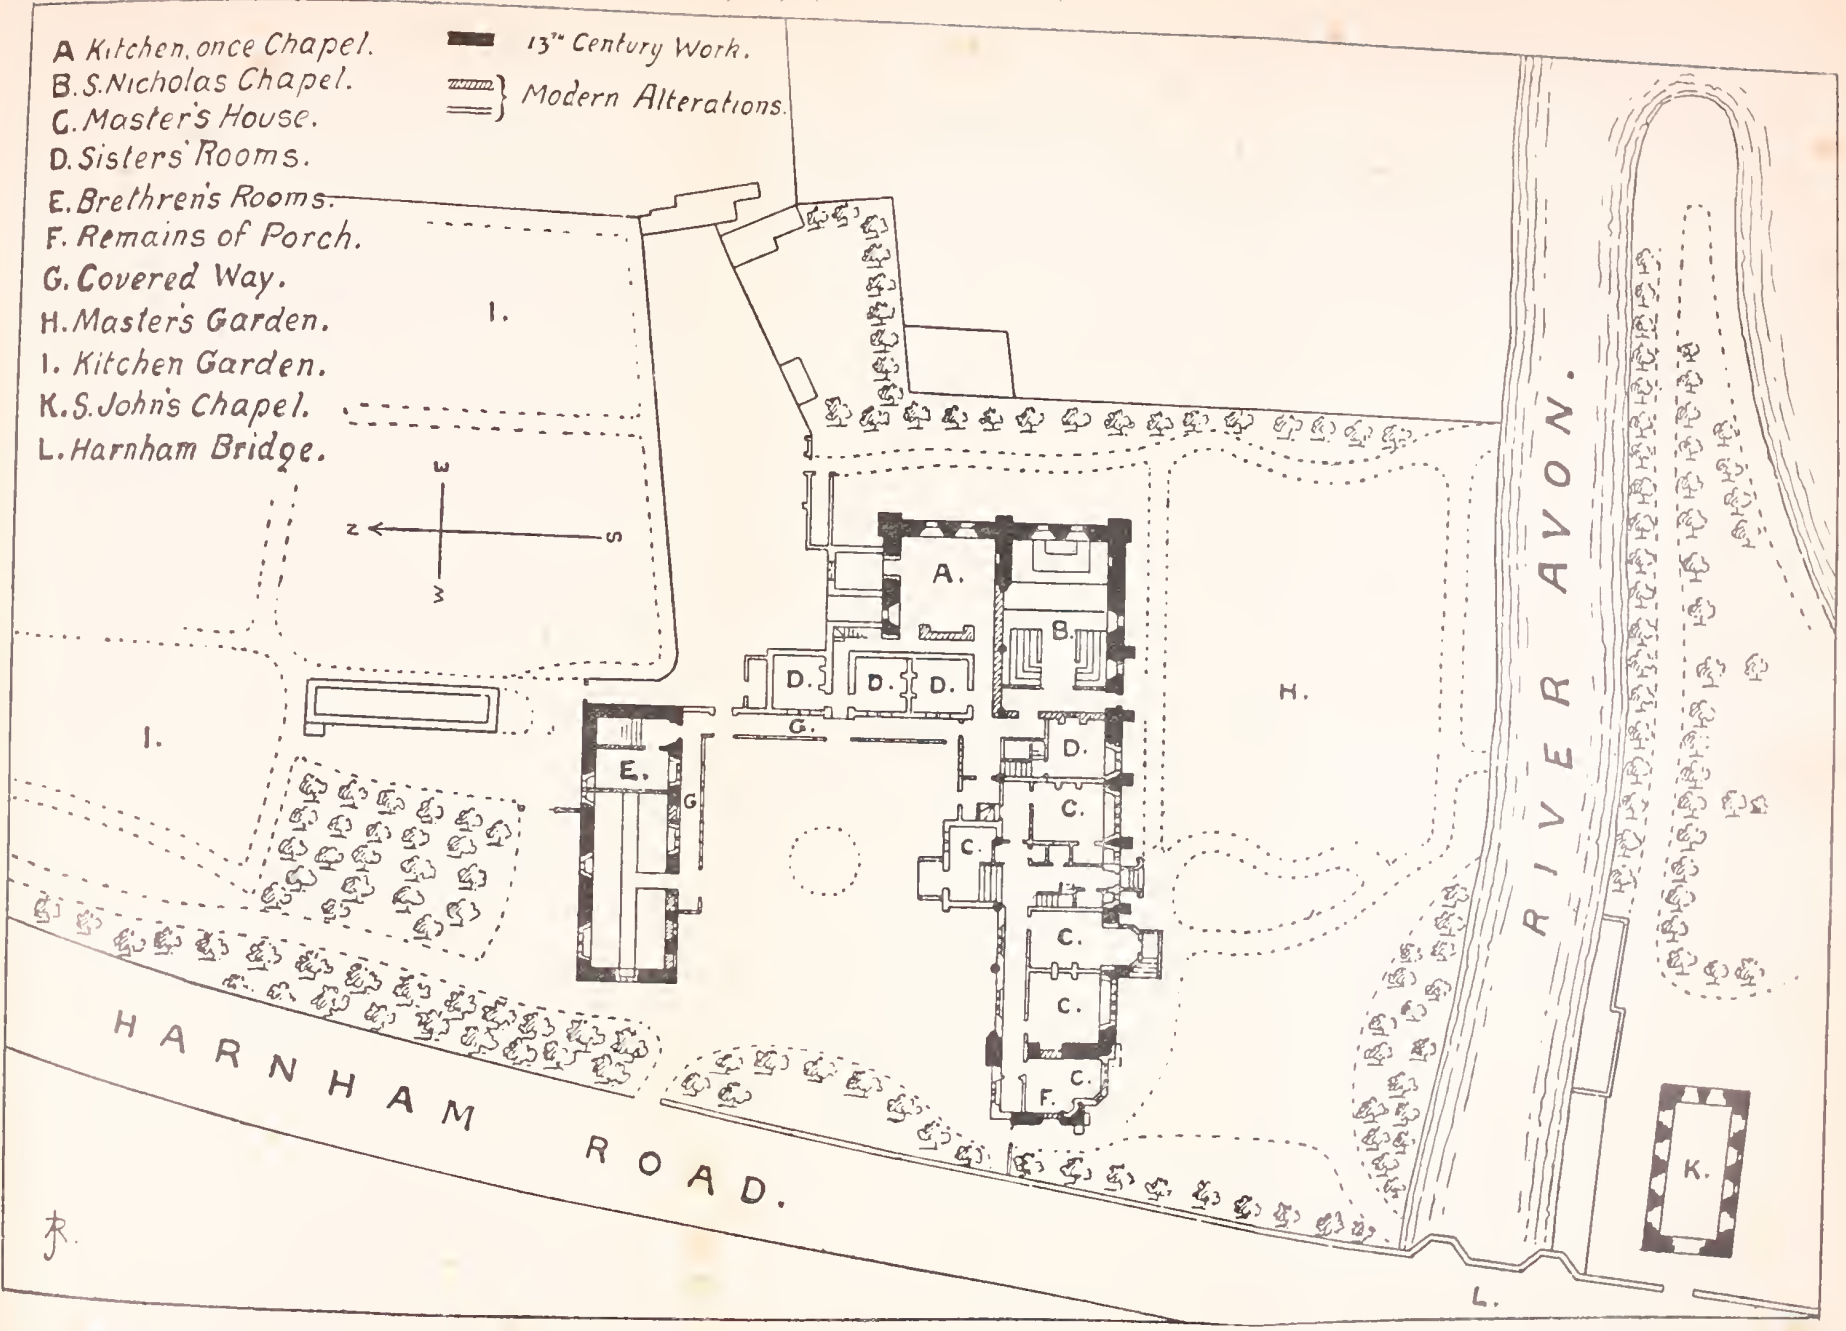 A Kitchen, once Chapel.
B. S. Nicholas Chapel.
C. Master's House.
D. Sisters' Rooms.
E. Brethren's Rooms.
F. Remains of Porch.
G. Covered Way.
H. Master's Garden.
I. Kitchen Garden.
K. S. John's Chapel.
L. Harnham Bridge.
13TH Century Work.
Modern Alterations.
I.
E
N
S
W
I.
A.
B.
D.
D.
D.
G.
D.
E.
G
C.
C.
C.
C.
C.
F.
H.
RIVER AVON.
K.
HARNHAM ROAD.
L.